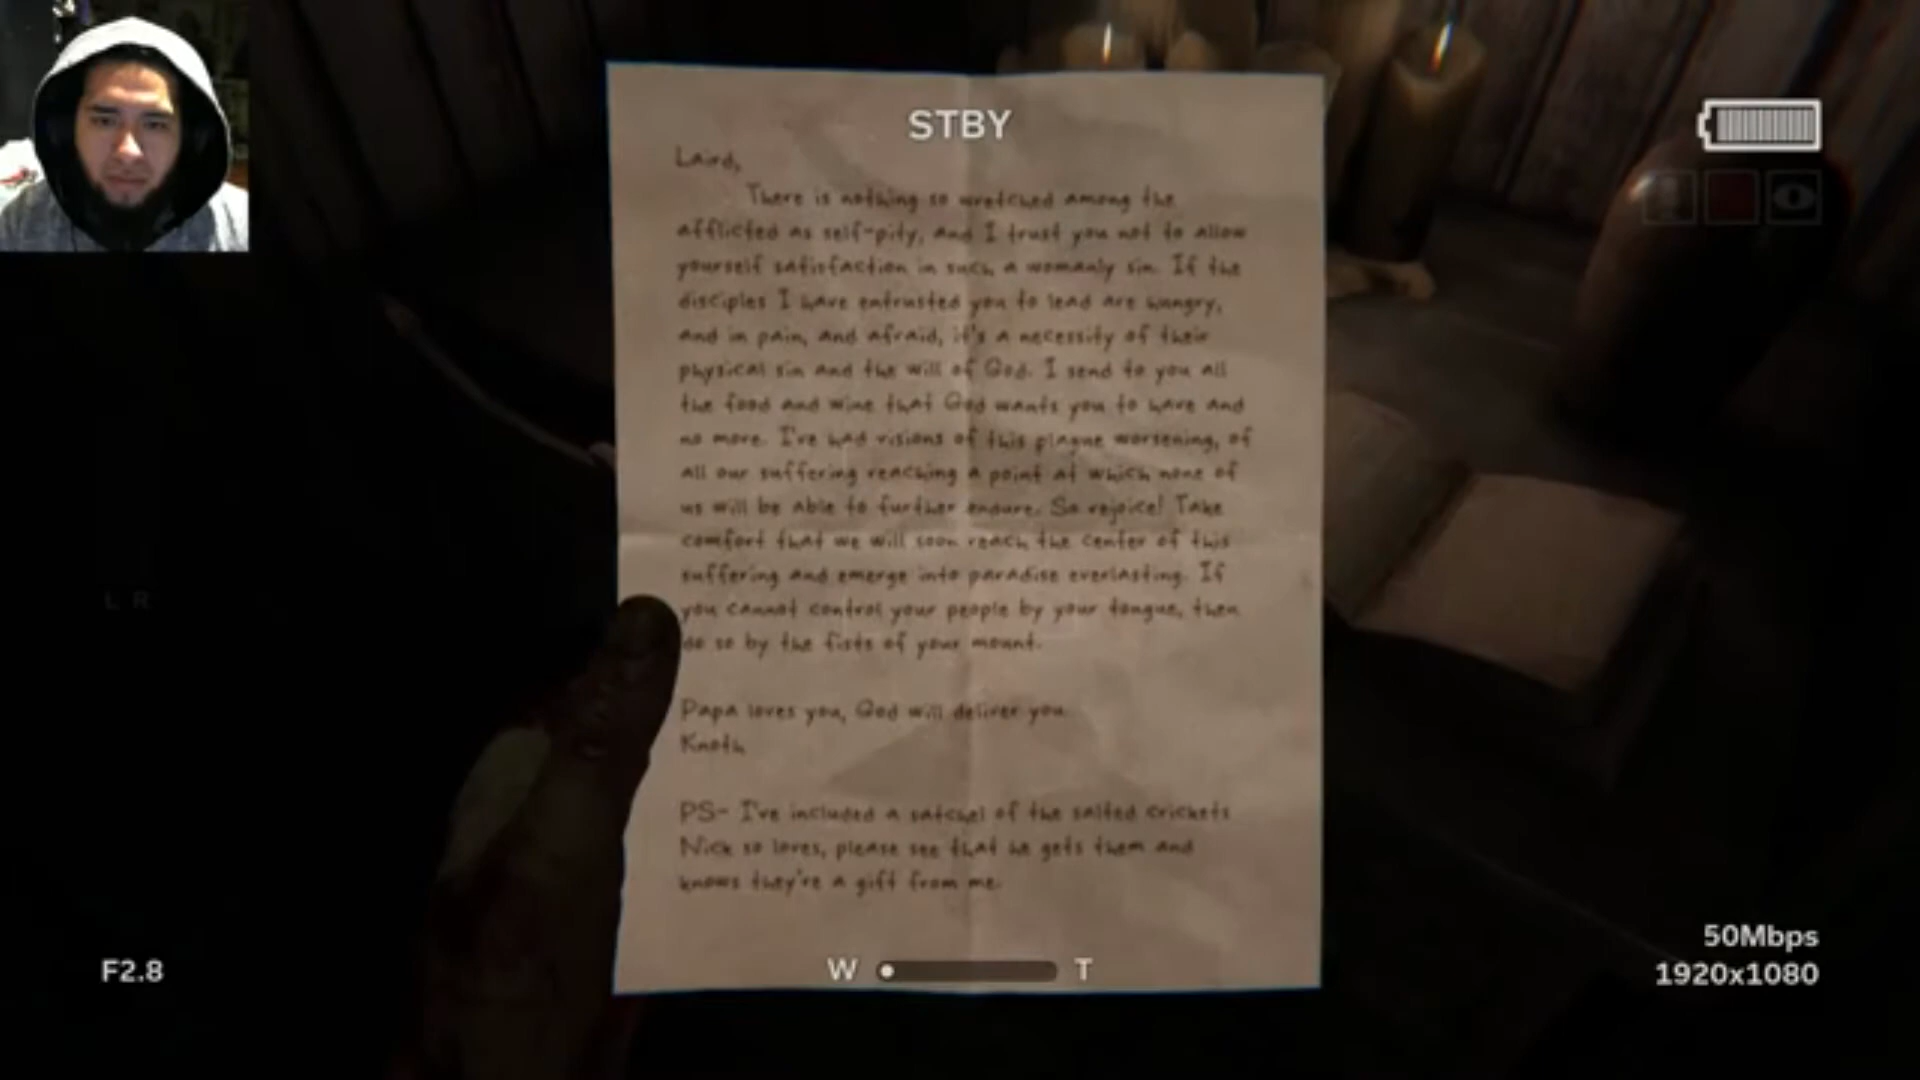 STBY
Laird,
There is nothing so wretched among the
afflicted as self-pity, and I trust you not to allow
yourself satisfaction in such a womanly sin. If the
disciples I have entrusted you to lead are hungry,
and in pain, and afraid, it's a necessity of their
physical sin and the will of God. I send to you all
the food and wine that God wants you to have and
no more. I've had visions of this plague worsening, of
all our suffering reaching a point at which none of
us will be able to further endure. So rejoice! Take
comfort that we will soon reach the center of this
suffering and emerge into paradise everlasting. If
you cannot control your people by your tongue, then
do so by the fists of your mount.
Papa loves you, God will deliver you
Knoth
PS- I've included a satchel of the salted crickets
Nick so loves, please see that he gets them and
knows they're a gift from me.
L R
F2.8
W T
50Mbps
1920x1080